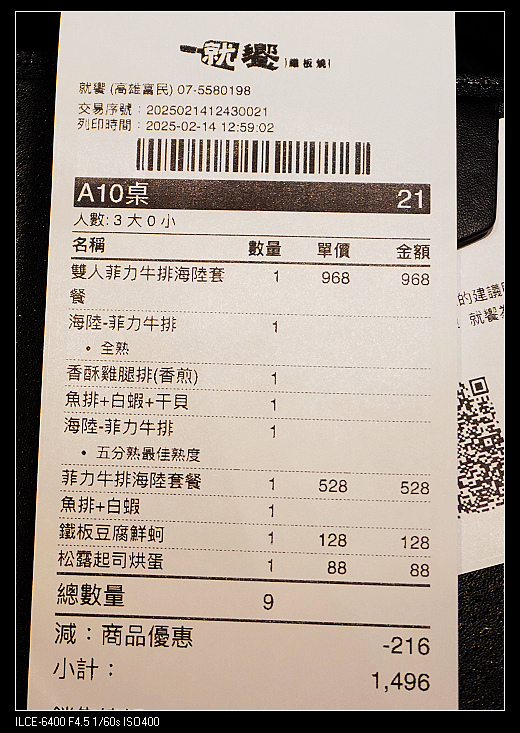 一就饗 鐵板燒
就饗 (高雄富民) 07-5580198
交易序號：2025021412430021
列印時間：2025-02-14 12:59:02
A10桌 21
人數: 3 大 0 小
名稱 數量 單價 金額
雙人菲力牛排海陸套 1 968 968
餐
海陸-菲力牛排 1
• 全熟
香酥雞腿排(香煎) 1
魚排+白蝦+干貝 1
海陸-菲力牛排 1
• 五分熟最佳熟度
菲力牛排海陸套餐 1 528 528
魚排+白蝦 1
鐵板豆腐鮮蚵 1 128 128
松露起司烘蛋 1 88 88
總數量 9
減：商品優惠 -216
小計： 1,496
的建議
就饗
ILCE-6400 F4.5 1/60s ISO400